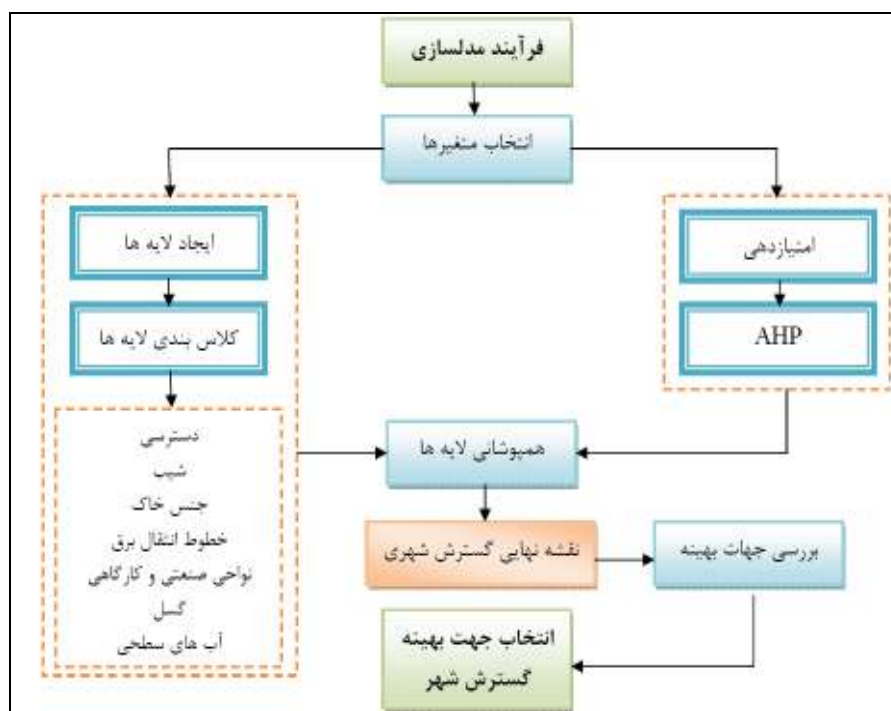 فرآیند مدلسازی
انتخاب متغیرها
امتیازدهی
AHP
ایجاد لایه ها
کلاس بندی لایه ها
دسترسی
شیب
جنس خاک
خطوط انتقال برق
نواحی صنعتی و کارگاهی
گسل
آب های سطحی
همپوشانی لایه ها
نقشه نهایی گسترش شهری
بررسی جهات بهینه
انتخاب جهت بهینه
گسترش شهر